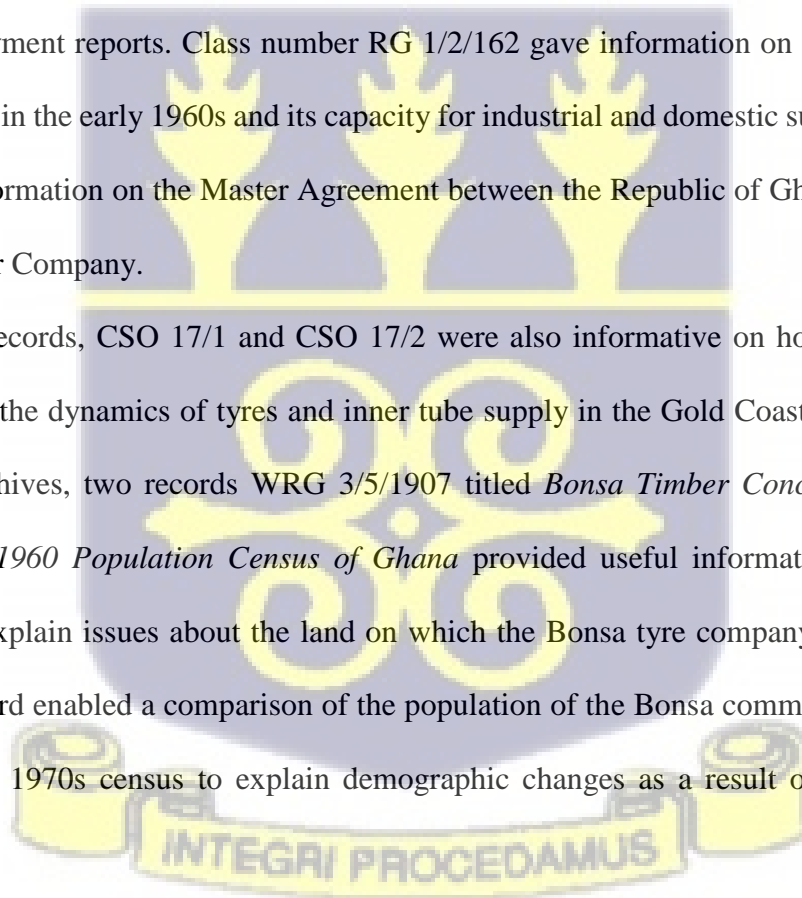 yment reports. Class number RG 1/2/162 gave information on
in the early 1960s and its capacity for industrial and domestic su
ormation on the Master Agreement between the Republic of Gh
r Company.
ecords, CSO 17/1 and CSO 17/2 were also informative on ho
the dynamics of tyres and inner tube supply in the Gold Coast
hives, two records WRG 3/5/1907 titled Bonsa Timber Conc
1960 Population Census of Ghana provided useful informat
xplain issues about the land on which the Bonsa tyre company
rd enabled a comparison of the population of the Bonsa comm
1970s census to explain demographic changes as a result o
INTEGRI PROCEDAMUS